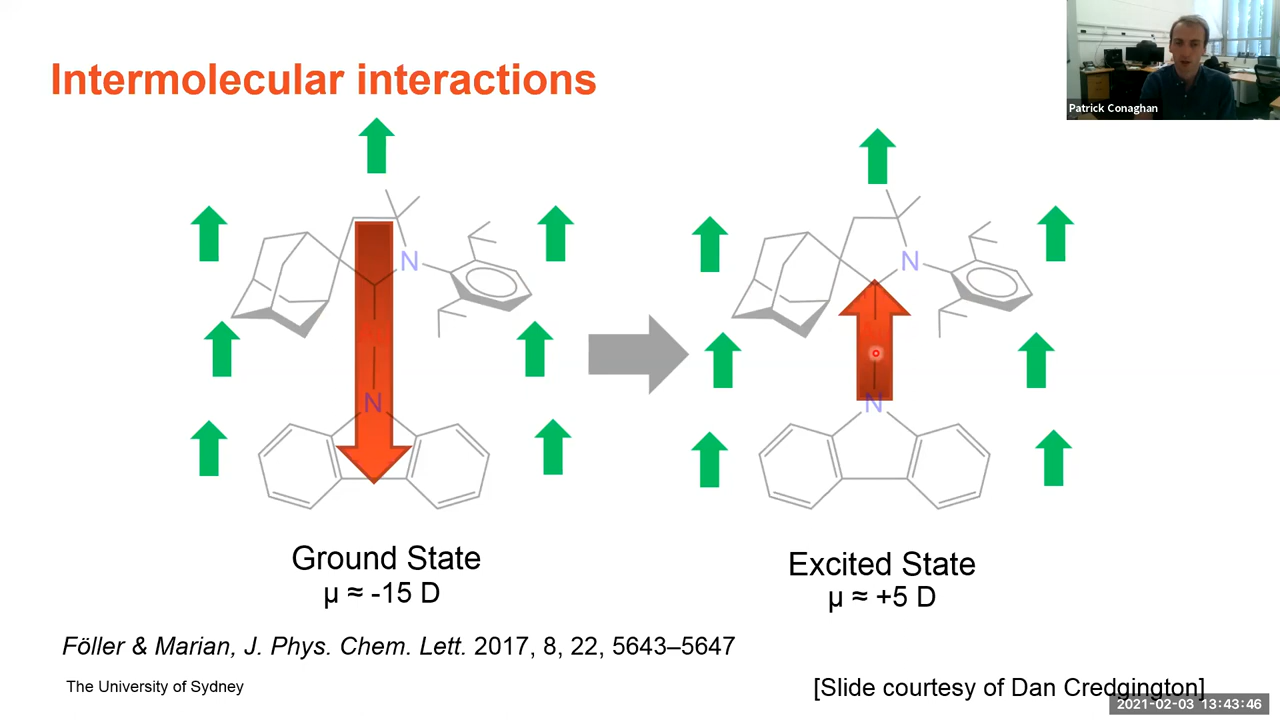 Intermolecular interactions
Patrick Conaghan
N
N
N
N
Ground State
μ ≈ -15 D
Excited State
μ ≈ +5 D
Föller & Marian, J. Phys. Chem. Lett. 2017, 8, 22, 5643–5647
The University of Sydney
[Slide courtesy of Dan Credgington]
2021-02-03 13:43:46